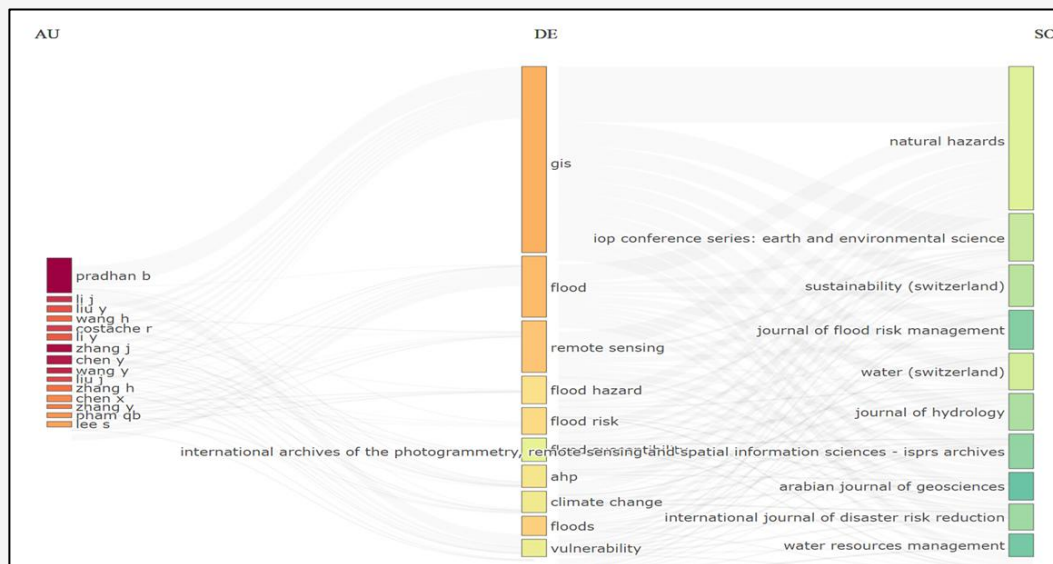 AU
DE
SO
pradhan b
li j
liu y
wang h
costache r
li y
zhang j
chen y
wang y
liu j
zhang h
chen x
zhang y
pham qb
lee s
gis
flood
remote sensing
flood hazard
flood risk
flood susceptibility
ahp
climate change
floods
vulnerability
natural hazards
iop conference series: earth and environmental science
sustainability (switzerland)
journal of flood risk management
water (switzerland)
journal of hydrology
international archives of the photogrammetry, remote sensing and spatial information sciences - isprs archives
arabian journal of geosciences
international journal of disaster risk reduction
water resources management